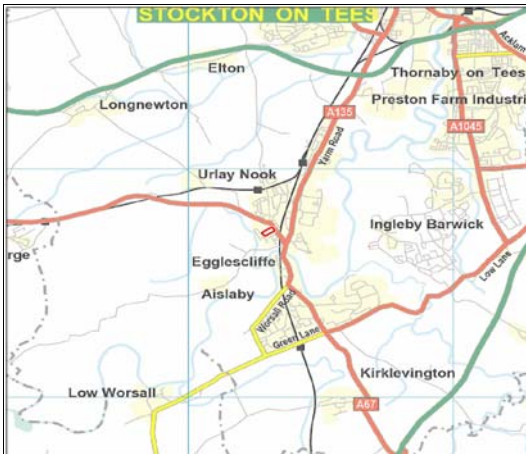 STOCKTON ON TEES
Acklam
Elton
Thornaby on Tees
Longnewton
Preston Farm Industri
A135
A1045
Yarm Road
Urlay Nook
Ingleby Barwick
rge
Egglescliffe
Low Lane
Aislaby
Worsall Road
Green Lane
Low Worsall
Kirklevington
A67